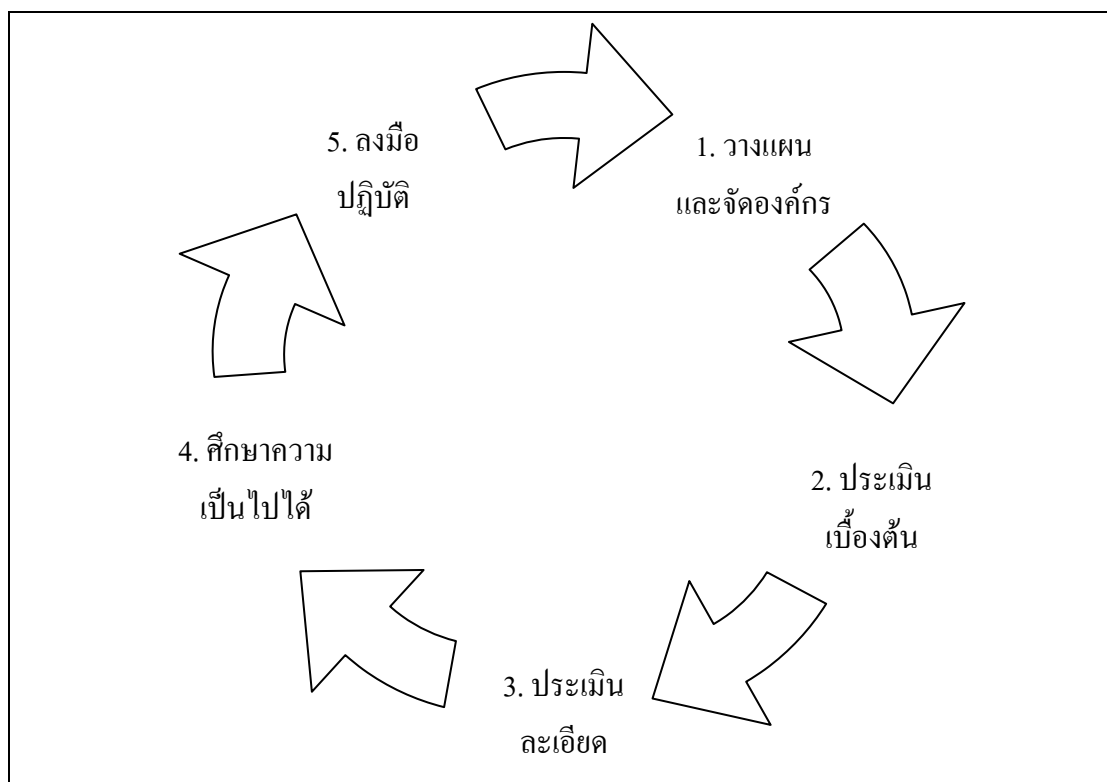 1. วางแผน
และจัดองค์กร
2. ประเมิน
เบื้องต้น
3. ประเมิน
ละเอียด
4. ศึกษาความ
เป็นไปได้
5. ลงมือ
ปฏิบัติ